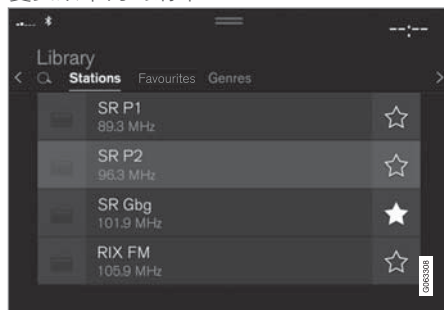 --:--
Library
Stations Favourites Genres
SR P1
89.3 MHz
SR P2
96.3 MHz
SR Gbg
101.9 MHz
RIX FM
105.9 MHz
G063308